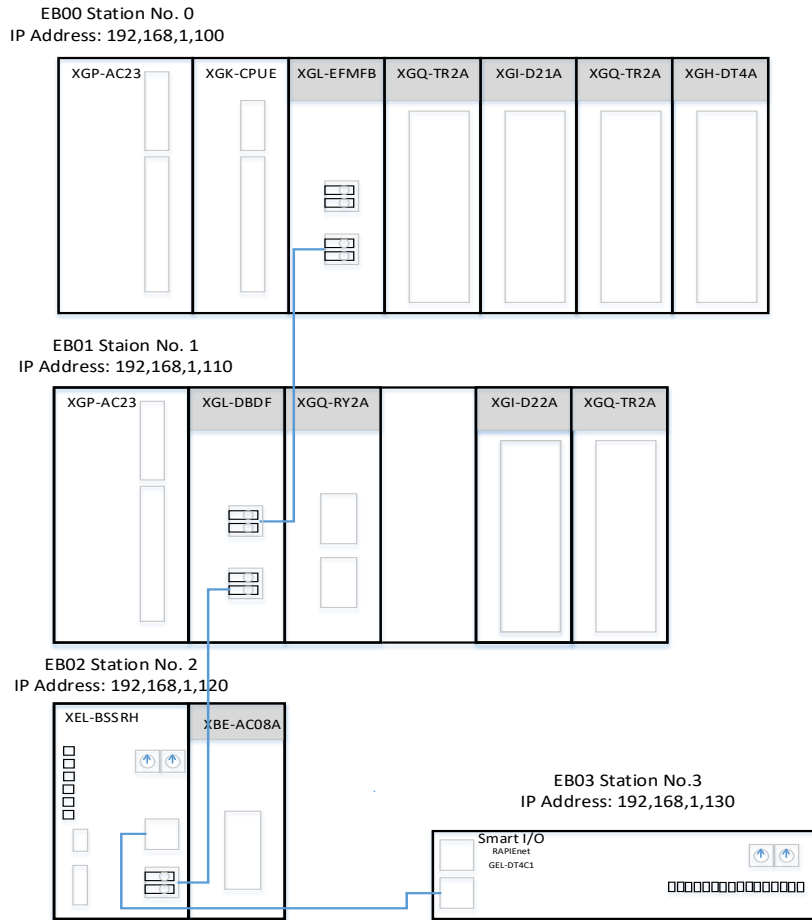 EB00 Station No. 0
IP Address: 192,168,1,100
XGP-AC23 XGK-CPUE XGL-EFMFB XGQ-TR2A XGI-D21A XGQ-TR2A XGH-DT4A
EB01 Staion No. 1
IP Address: 192,168,1,110
XGP-AC23 XGL-DBDF XGQ-RY2A XGI-D22A XGQ-TR2A
EB02 Station No. 2
IP Address: 192,168,1,120
XEL-BSSRH XBE-AC08A
EB03 Station No.3
IP Address: 192,168,1,130
Smart I/O
RAPIEnet
GEL-DT4C1